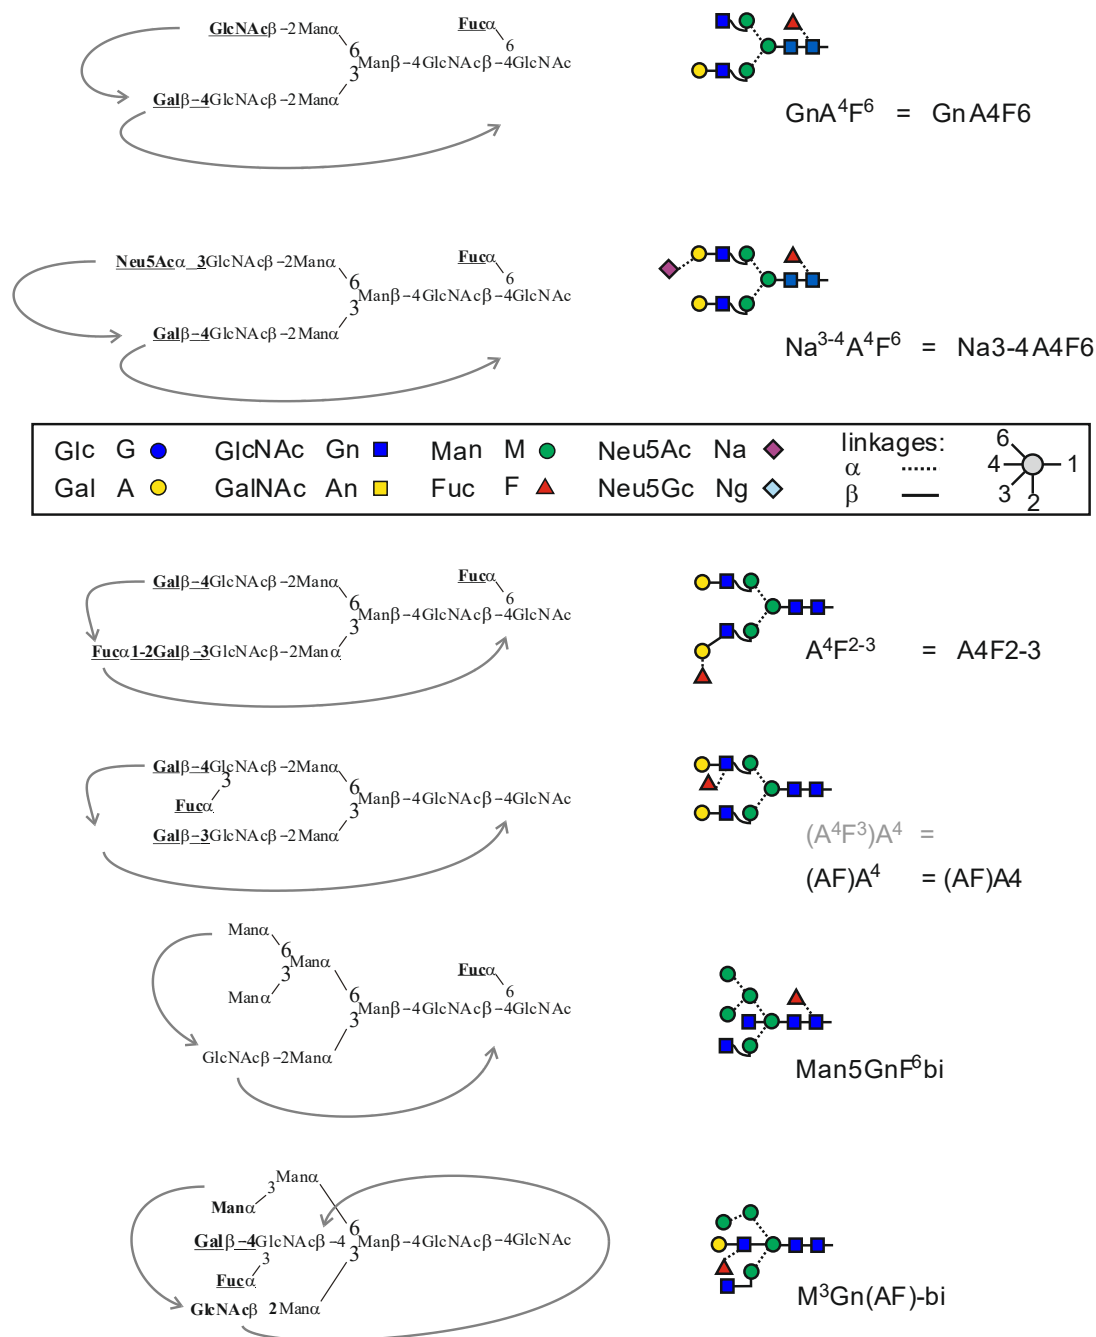 GlcNAcβ-2Manα
Fucα
6
6
3
Manβ-4GlcNAcβ-4GlcNAc
Galβ-4GlcNAcβ-2Manα
GnA⁴F⁶ = GnA4F6
Neu5Acα 3GlcNAcβ-2Manα
Fucα
6
6
3
Manβ-4GlcNAcβ-4GlcNAc
Galβ-4GlcNAcβ-2Manα
Na³⁻⁴A⁴F⁶ = Na3-4A4F6
Glc G GlcNAc Gn Man M Neu5Ac Na linkages:
Gal A GalNAc An Fuc F Neu5Gc Ng
α
β
6
4
1
3
2
Galβ-4GlcNAcβ-2Manα
Fucα
6
6
3
Manβ-4GlcNAcβ-4GlcNAc
Fucα1-2Galβ-3GlcNAcβ-2Manα
A⁴F²⁻³ = A4F2-3
Galβ-4GlcNAcβ-2Manα
3
Fucα
6
3
Manβ-4GlcNAcβ-4GlcNAc
Galβ-3GlcNAcβ-2Manα
(A⁴F³)A⁴ =
(AF)A⁴ = (AF)A4
Manα
6
3
Manα
Manα
Fucα
6
6
3
Manβ-4GlcNAcβ-4GlcNAc
GlcNAcβ-2Manα
Man5GnF⁶bi
Manα
3
Manα
Galβ-4GlcNAcβ-4
6
3
Manβ-4GlcNAcβ-4GlcNAc
3
Fucα
GlcNAcβ 2Manα
M³Gn(AF)-bi